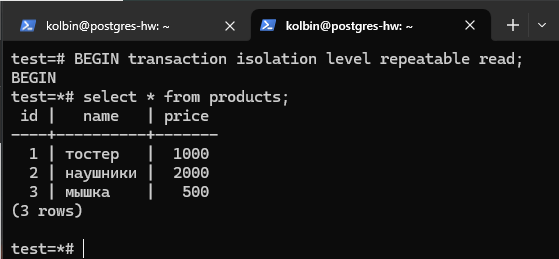 kolbin@postgres-hw: ~
kolbin@postgres-hw: ~
test=# BEGIN transaction isolation level repeatable read;
BEGIN
test=*# select * from products;
 id |   name   | price
----+----------+-------
  1 | тостер   |  1000
  2 | наушники |  2000
  3 | мышка    |   500
(3 rows)
test=*#